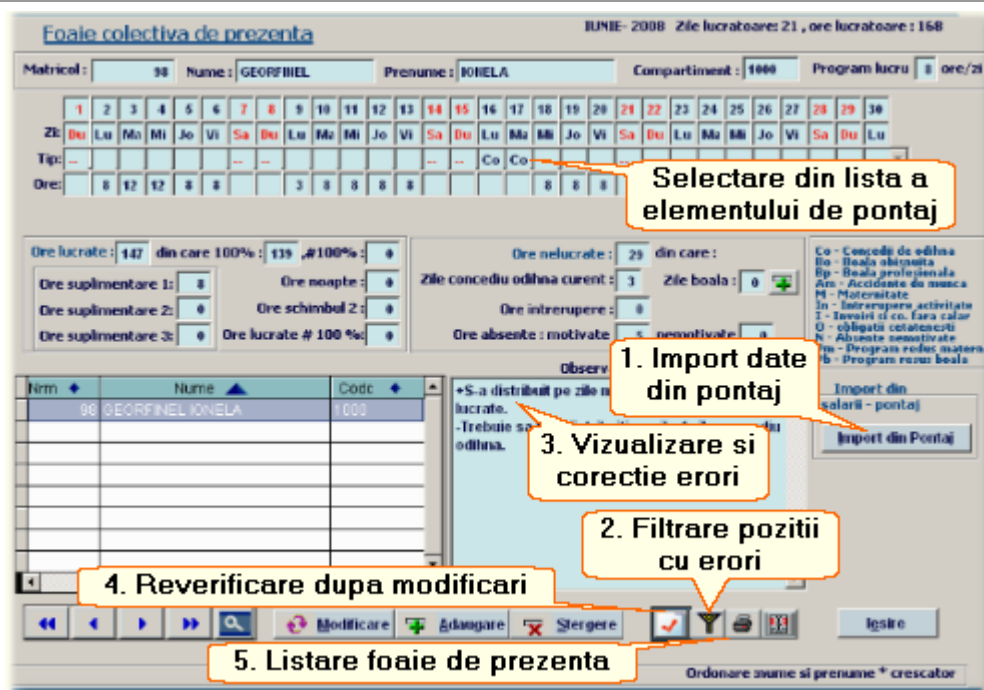 Foaie colectiva de prezenta
IUNIE- 2008 Zile lucratoare: 21 , ore lucratoare : 168
Matricol : 98 Nume : GEORFINEL Prenume : IONELA Compartiment : 1000 Program lucru 8 ore/zi
1 2 3 4 5 6 7 8 9 10 11 12 13 14 15 16 17 18 19 20 21 22 23 24 25 26 27 28 29 30
Zi: Du Lu Ma Mi Jo Vi Sa Du Lu Ma Mi Jo Vi Sa Du Lu Ma Mi Jo Vi Sa Du Lu Ma Mi Jo Vi Sa Du Lu
Tip: -- -- -- -- -- Co Co --
Ore: 8 12 12 8 8 3 8 8 8 8 8 8 8
Selectare din lista a
elementului de pontaj
Ore lucrate : 147 din care 100% : 139 ,#100% : 0
Ore suplimentare 1: 8 Ore noapte : 0
Ore suplimentare 2: 0 Ore schimbul 2 : 0
Ore suplimentare 3: 0 Ore lucrate # 100 %: 0
Ore nelucrate : 29 din care :
Zile concediu odihna curent : 3 Zile boala : 0
Ore intrerupere : 0
Ore absente : motivate 5 nemotivate 0
Co - Concedii de odihna
Bo - Boala obisnuita
Bp - Boala profesionala
Am - Accidente de munca
M - Maternitate
In - Intrerupere activitate
I - Invoiri si co. fara calar
O - obligatii cetatenesti
N - Absente nemotivate
Pm - Program redus matern
Pb - Program rezus boala
1. Import date
din pontaj
Observ
Nrm Nume Codc
98 GEORFINEL IONELA 1000
+S-a distribuit pe zile
lucrate.
-Trebuie
odihna.
3. Vizualizare si
corectie erori
Import din
salarii - pontaj
Import din Pontaj
2. Filtrare pozitii
cu erori
4. Reverificare dupa modificari
Modificare Adaugare Stergere Iesire
5. Listare foaie de prezenta
Ordonare :nume si prenume * crescator